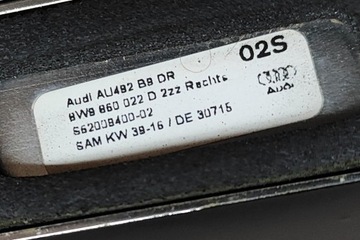 02S
Audi AU492 B9 DR
8W9 860 022 D 2zz Rechts
S62008400-02
SAM KW 39-16 / DE 30715
Audi